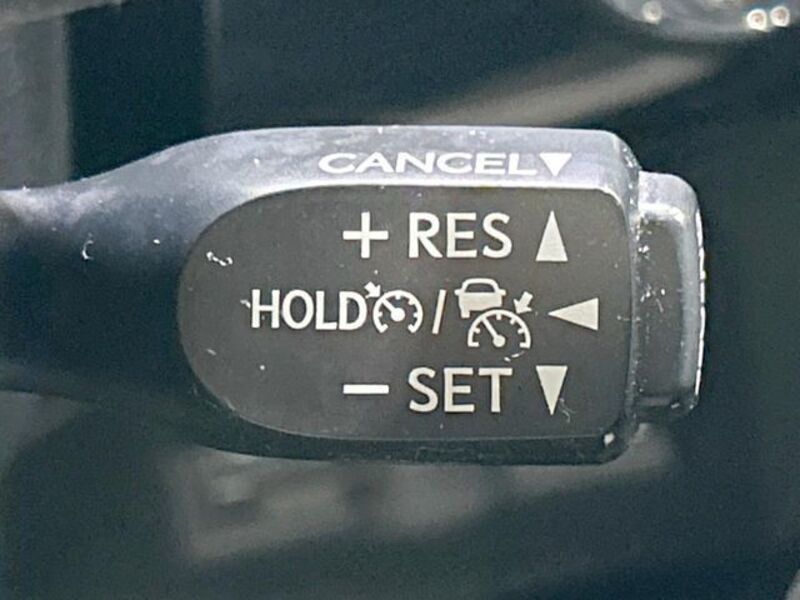 CANCEL▼
+ RES ▲
HOLD / ◀
− SET ▼